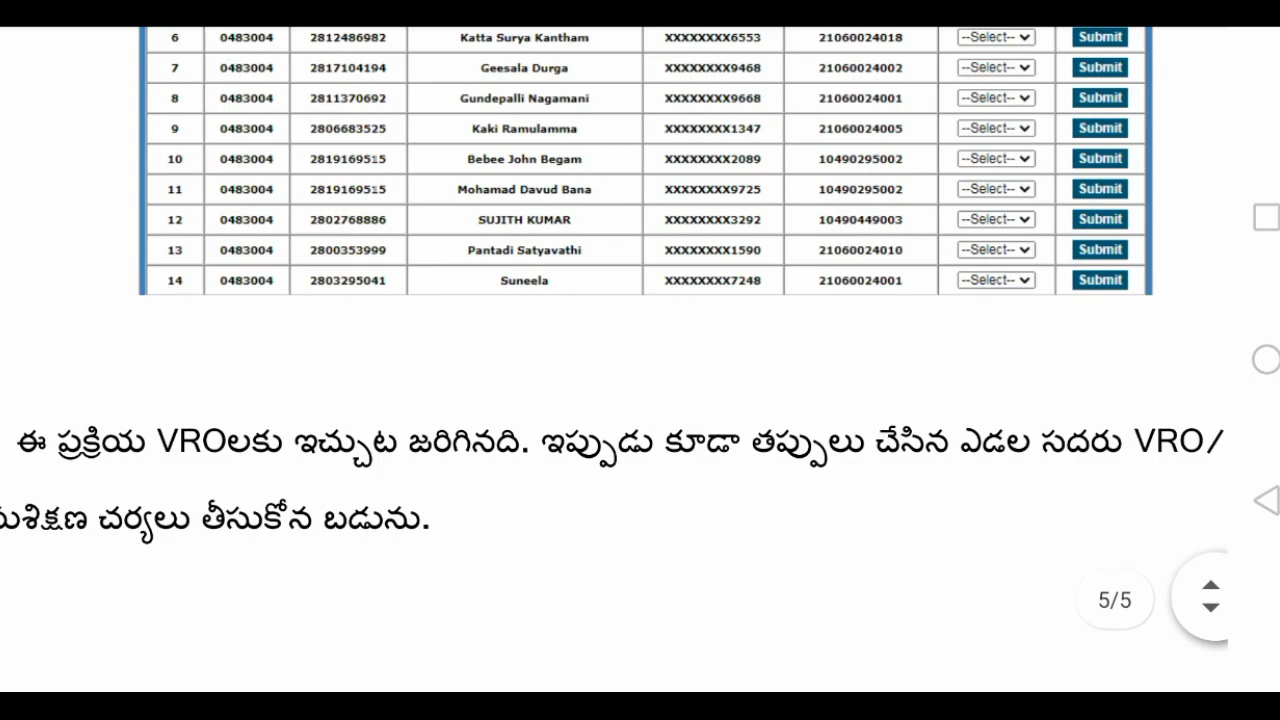 6 0483004 2812486982 Katta Surya Kantham XXXXXXXX6553 21060024018 --Select-- Submit
7 0483004 2817104194 Geesala Durga XXXXXXXX9468 21060024002 --Select-- Submit
8 0483004 2811370692 Gundepalli Nagamani XXXXXXXX9668 21060024001 --Select-- Submit
9 0483004 2806683525 Kaki Ramulamma XXXXXXXX1347 21060024005 --Select-- Submit
10 0483004 2819169515 Bebee John Begam XXXXXXXX2089 10490295002 --Select-- Submit
11 0483004 2819169515 Mohamad Davud Bana XXXXXXXX9725 10490295002 --Select-- Submit
12 0483004 2802768886 SUJITH KUMAR XXXXXXXX3292 10490449003 --Select-- Submit
13 0483004 2800353999 Pantadi Satyavathi XXXXXXXX1590 21060024010 --Select-- Submit
14 0483004 2803295041 Suneela XXXXXXXX7248 21060024001 --Select-- Submit
ఈ ప్రక్రియ VROలకు ఇచ్చుట జరిగినది. ఇప్పుడు కూడా తప్పులు చేసిన ఎడల సదరు VRO/
చర్యలు తీసుకోన బడును.
5/5